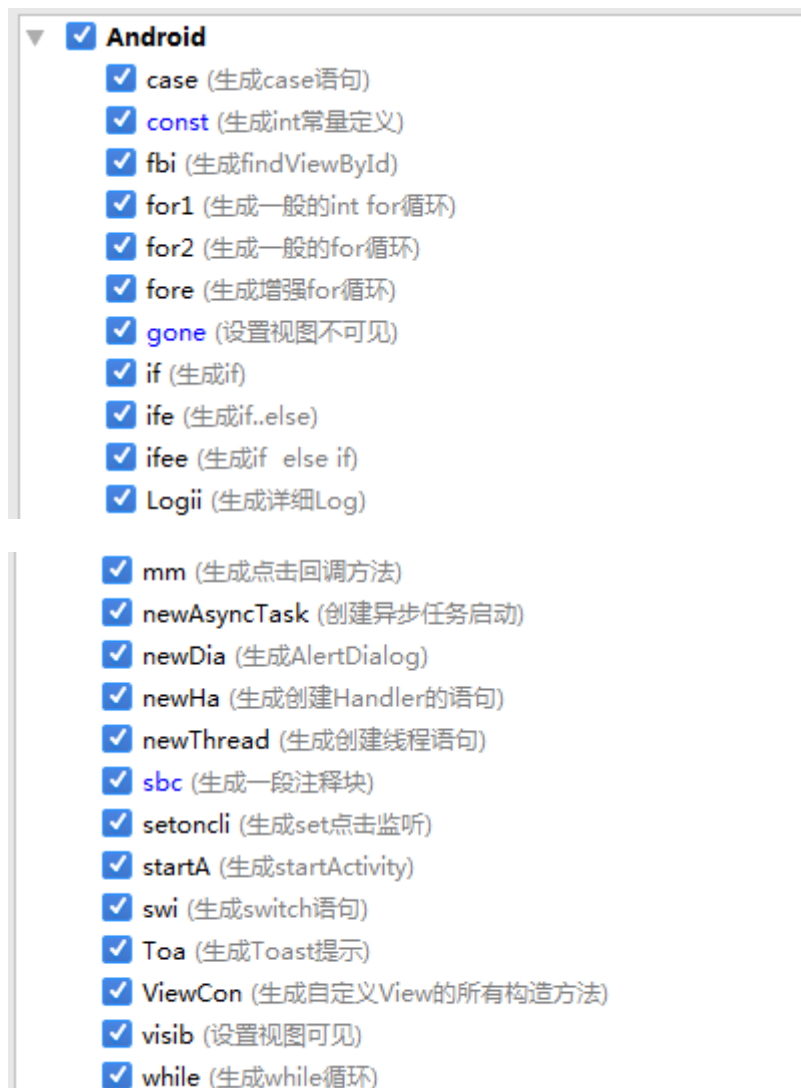 Android
case (生成case语句)
const (生成int常量定义)
fbi (生成findViewById)
for1 (生成一般的int for循环)
for2 (生成一般的for循环)
fore (生成增强for循环)
gone (设置视图不可见)
if (生成if)
ife (生成if..else)
ifee (生成if  else if)
Logii (生成详细Log)
mm (生成点击回调方法)
newAsyncTask (创建异步任务启动)
newDia (生成AlertDialog)
newHa (生成创建Handler的语句)
newThread (生成创建线程语句)
sbc (生成一段注释块)
setoncli (生成set点击监听)
startA (生成startActivity)
swi (生成switch语句)
Toa (生成Toast提示)
ViewCon (生成自定义View的所有构造方法)
visib (设置视图可见)
while (生成while循环)